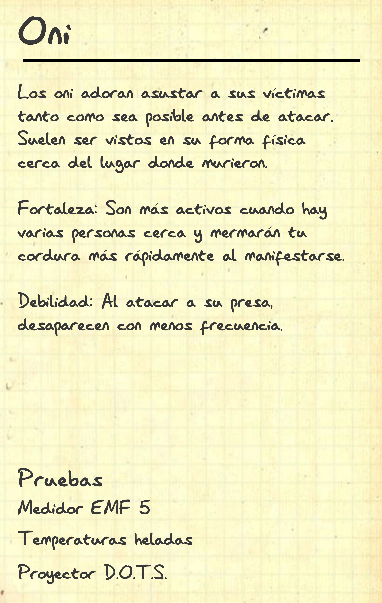 Oni
Los oni adoran asustar a sus víctimas
tanto como sea posible antes de atacar.
Suelen ser vistos en su forma física
cerca del lugar donde murieron.
Fortaleza: Son más activos cuando hay
varias personas cerca y mermarán tu
cordura más rápidamente al manifestarse.
Debilidad: Al atacar a su presa,
desaparecen con menos frecuencia.
Pruebas
Medidor EMF 5
Temperaturas heladas
Proyector D.O.T.S.